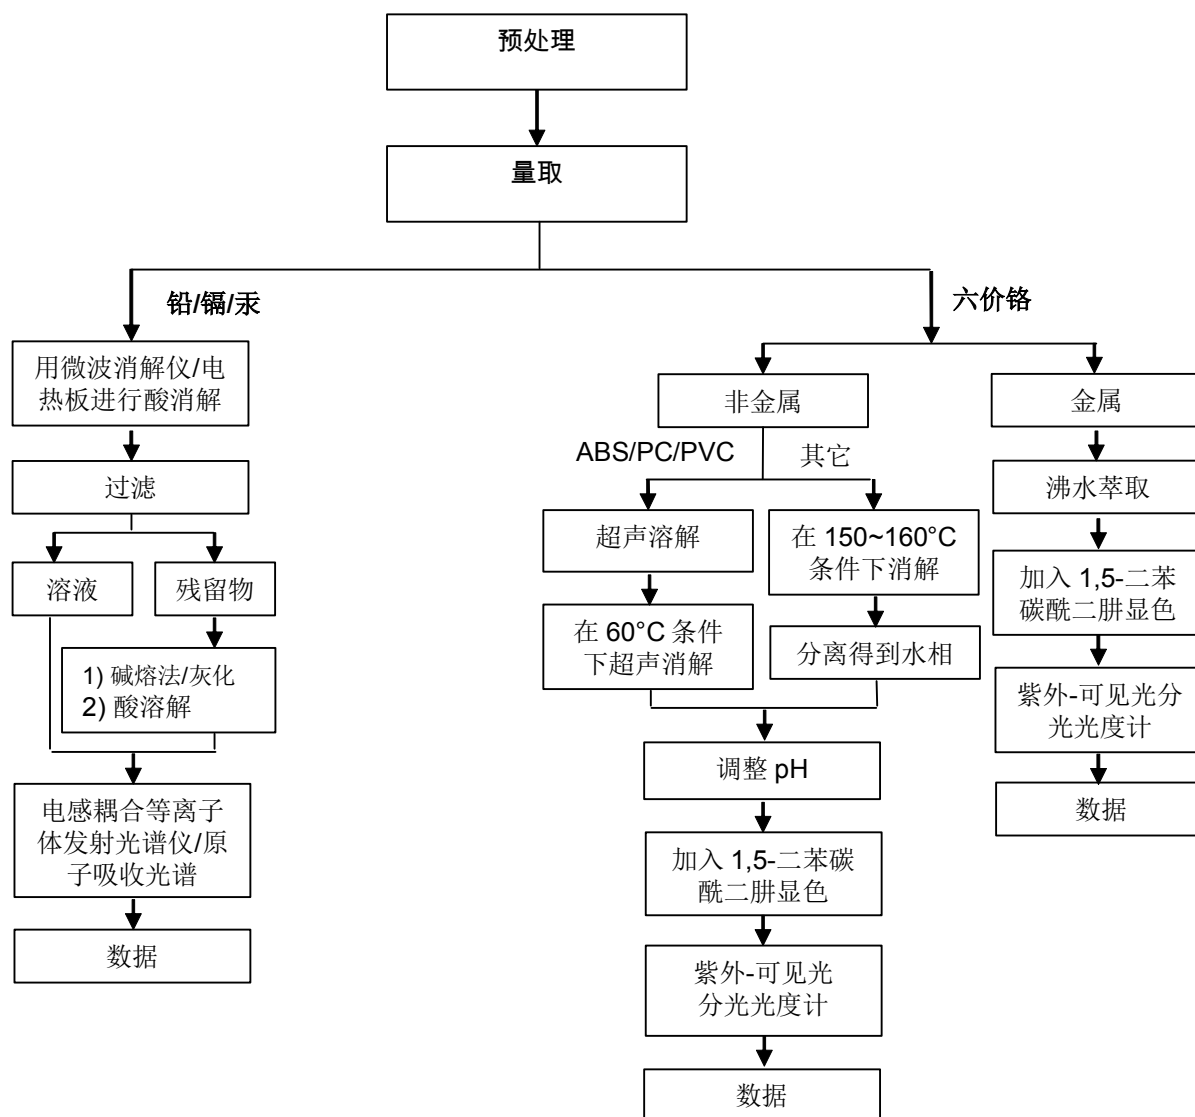 预处理
量取
铅/镉/汞
六价铬
用微波消解仪/电
热板进行酸消解
过滤
溶液
残留物
1) 碱熔法/灰化
2) 酸溶解
电感耦合等离子
体发射光谱仪/原
子吸收光谱
数据
非金属
ABS/PC/PVC
其它
超声溶解
在 60°C 条件
下超声消解
在 150~160°C
条件下消解
分离得到水相
调整 pH
加入 1,5-二苯碳
酰二肼显色
紫外-可见光
分光光度计
数据
金属
沸水萃取
加入 1,5-二苯
碳酰二肼显色
紫外-可见光分
光光度计
数据